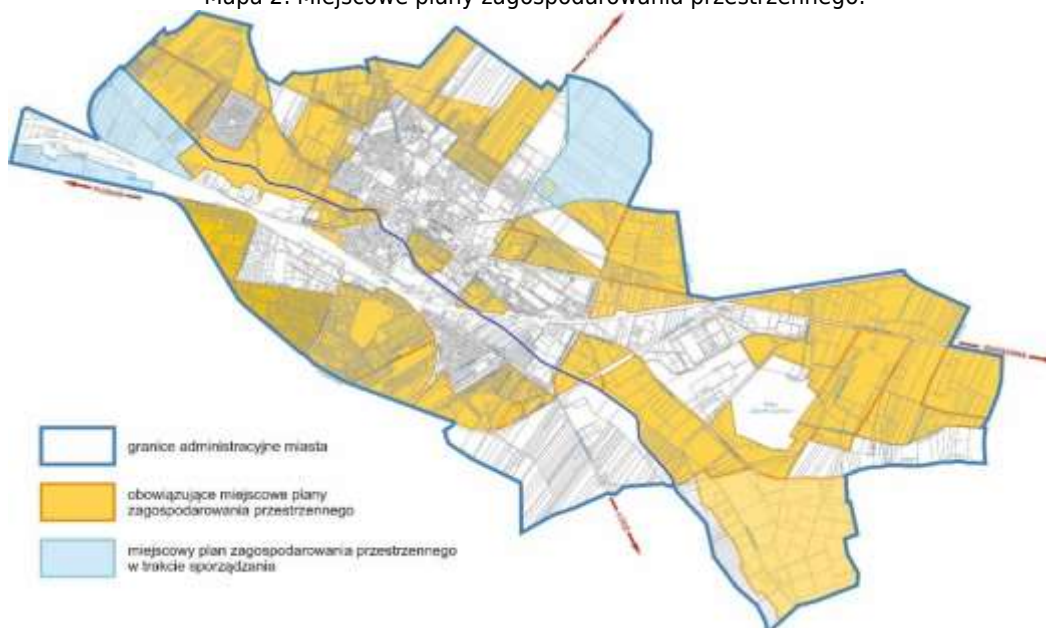 Mapa 2. Miejscowe plany zagospodarowania przestrzennego.
granice administracyjne miasta
obowiązujące miejscowe plany
zagospodarowania przestrzennego
miejscowy plan zagospodarowania przestrzennego
w trakcie sporządzania